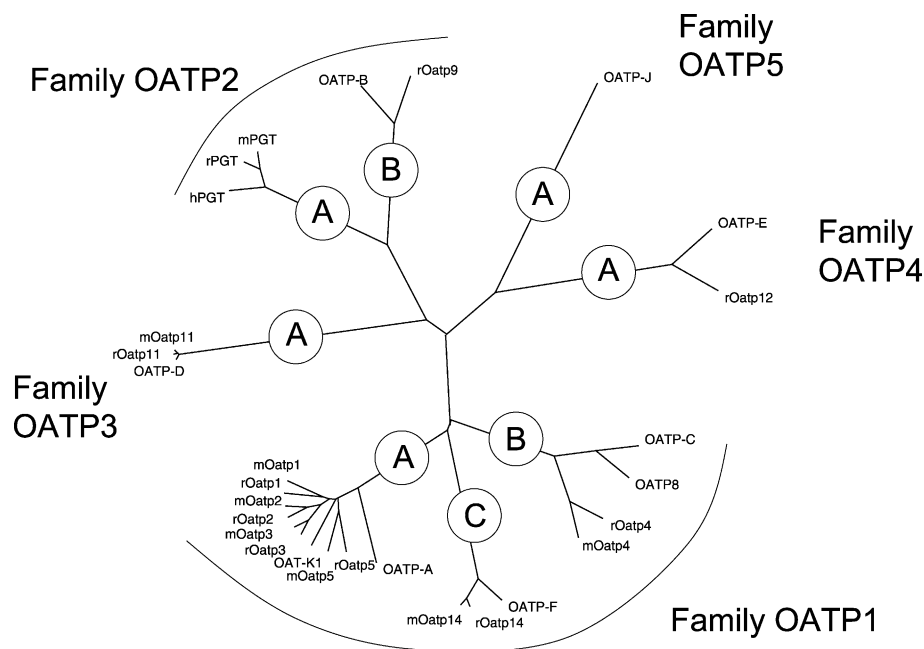 Family
OATP5
Family OATP2
OATP-B
rOatp9
OATP-J
mPGT
rPGT
hPGT
B
A
A
OATP-E
Family
OATP4
A
rOatp12
A
mOatp11
rOatp11
OATP-D
Family
OATP3
B
OATP-C
A
mOatp1
rOatp1
mOatp2
rOatp2
mOatp3
rOatp3
OAT-K1
mOatp5
rOatp5
OATP-A
OATP8
C
rOatp4
mOatp4
OATP-F
mOatp14
rOatp14
Family OATP1